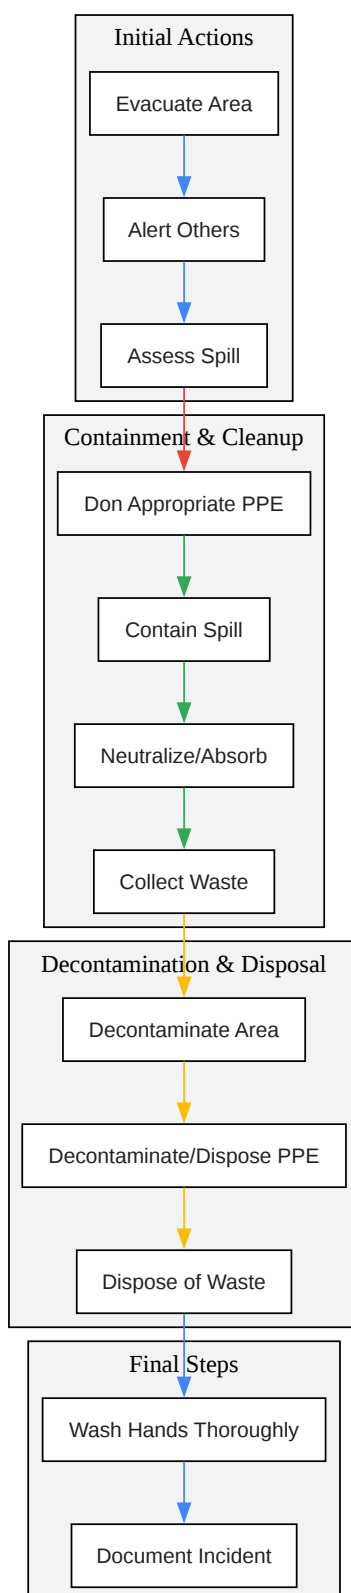 Initial Actions
Evacuate Area
Alert Others
Assess Spill
Containment & Cleanup
Don Appropriate PPE
Contain Spill
Neutralize/Absorb
Collect Waste
Decontamination & Disposal
Decontaminate Area
Decontaminate/Dispose PPE
Dispose of Waste
Final Steps
Wash Hands Thoroughly
Document Incident